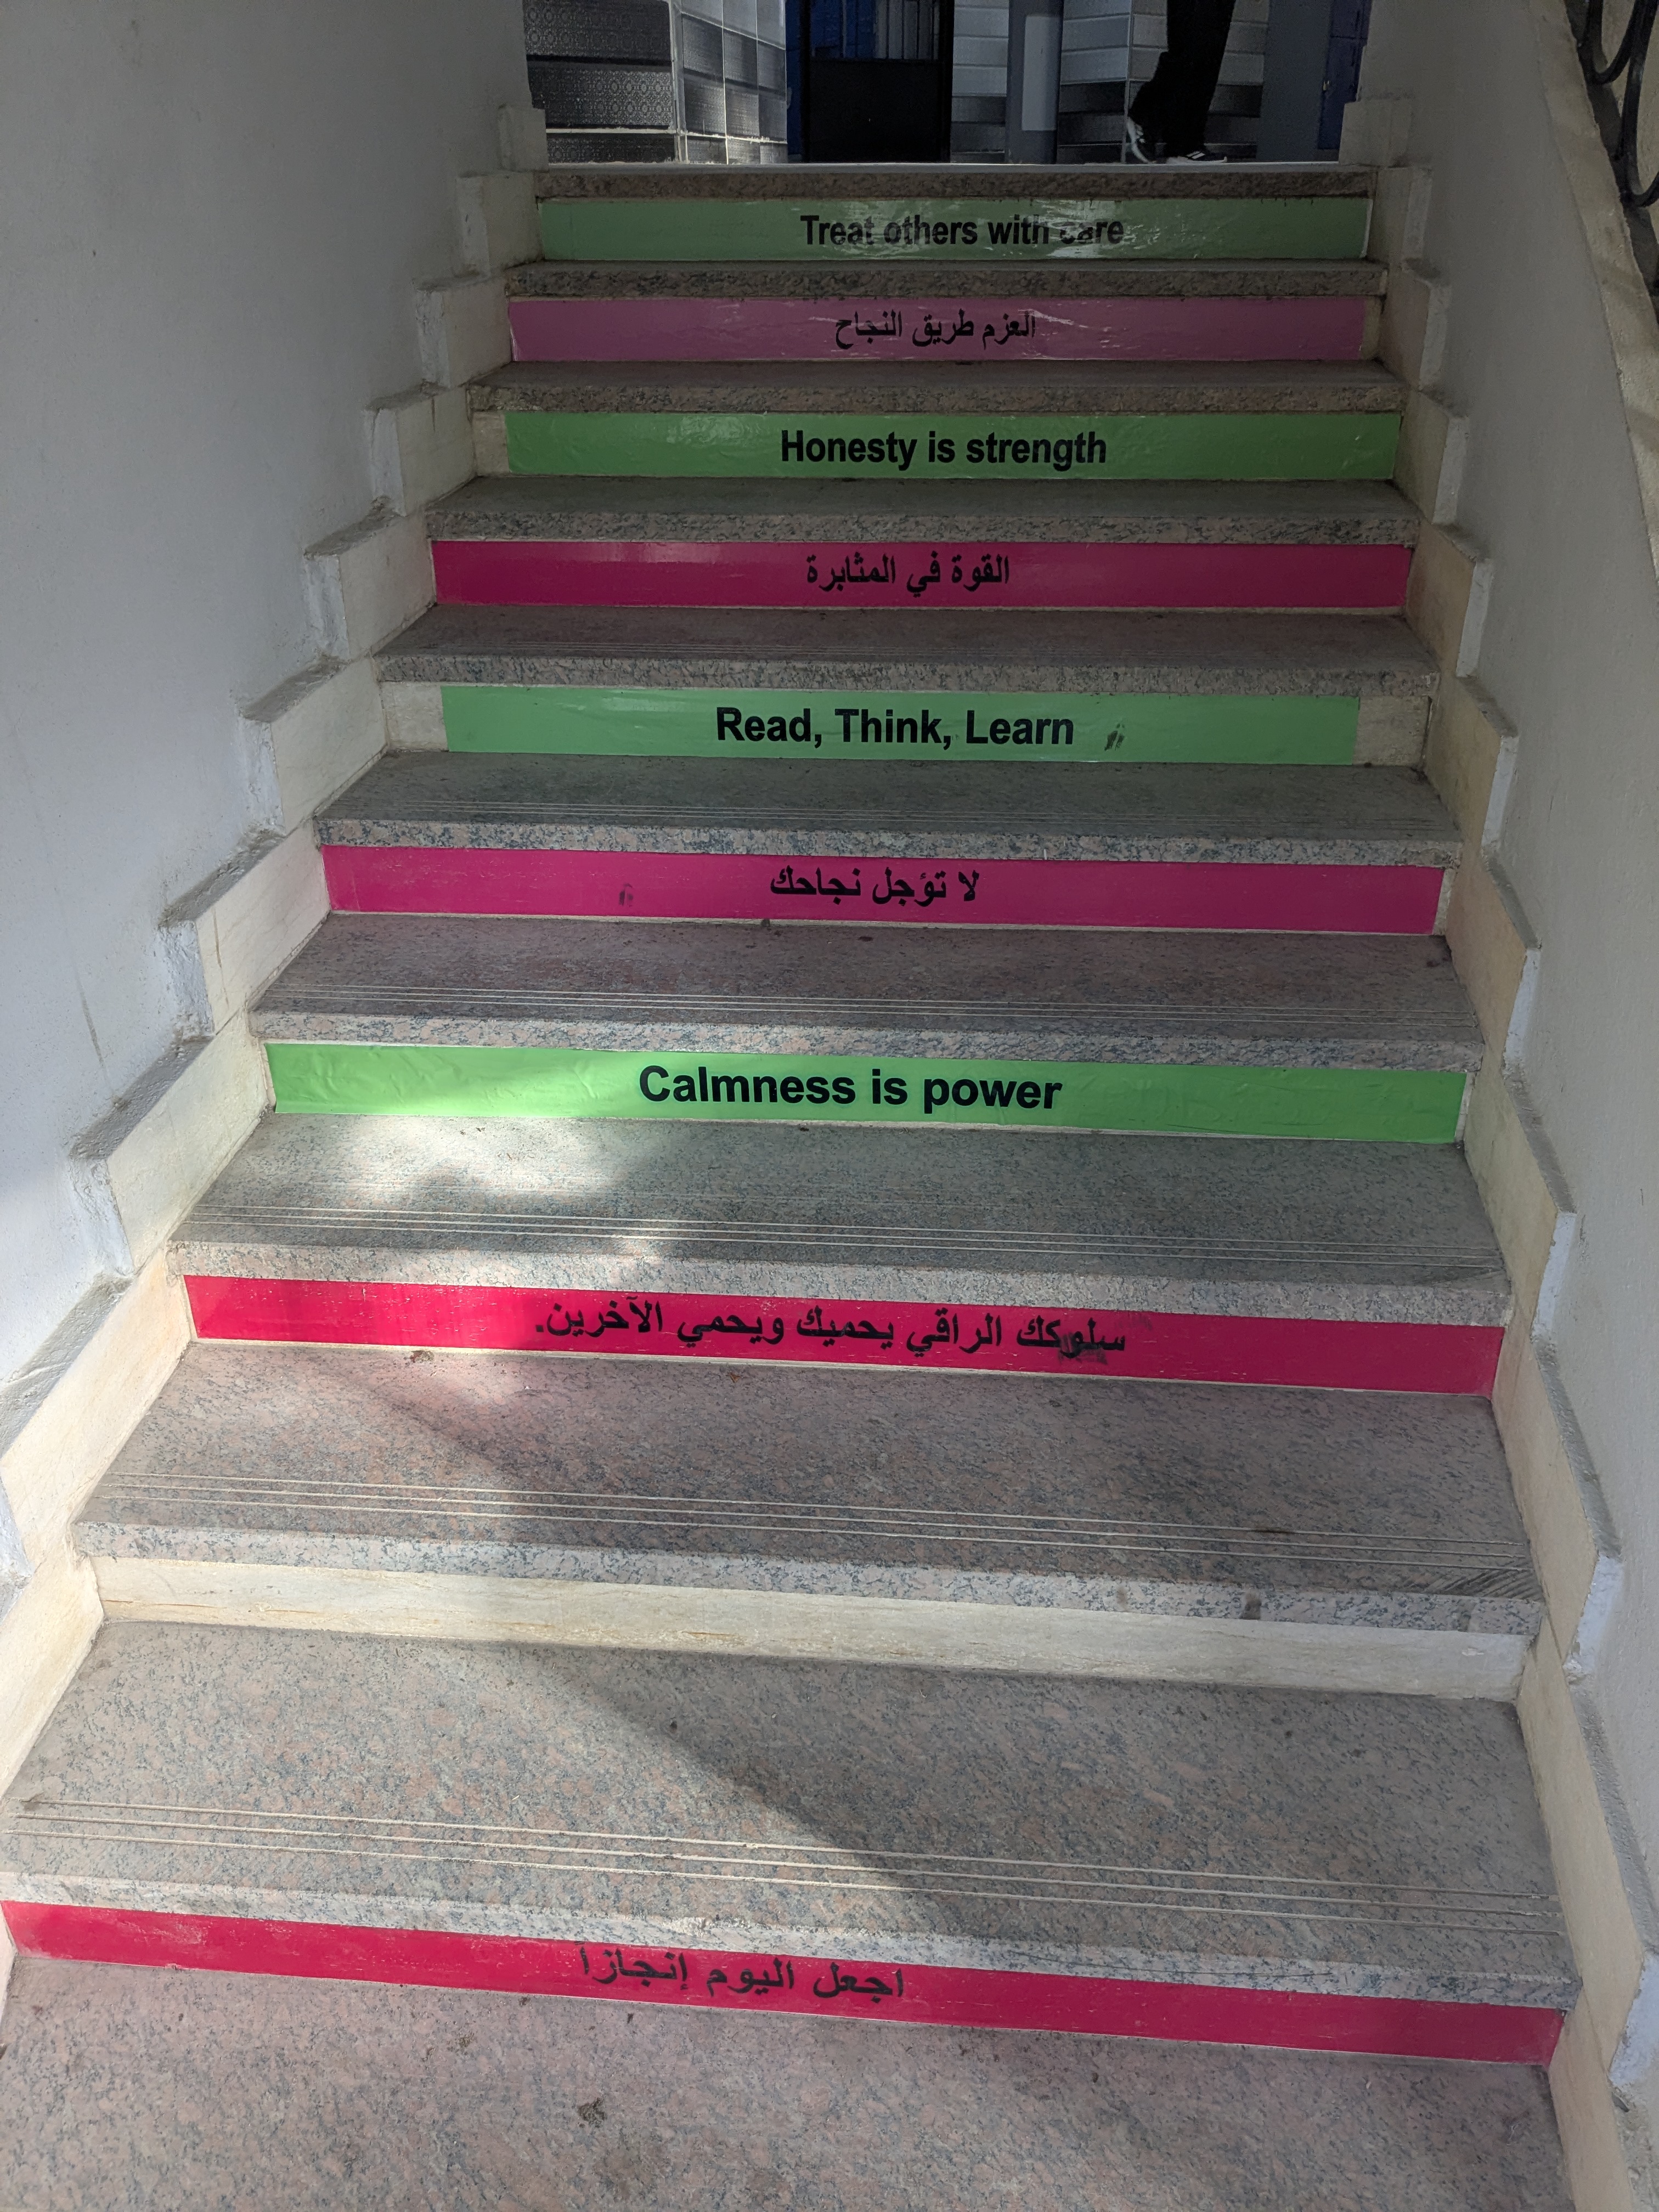 Treat others with care
العزم طريق النجاح
Honesty is strength
القوة في المثابرة
Read, Think, Learn
لا تؤجل نجاحك
Calmness is power
سلوكك الراقي يحميك ويحمي الآخرين.
اجعل اليوم إنجازاً